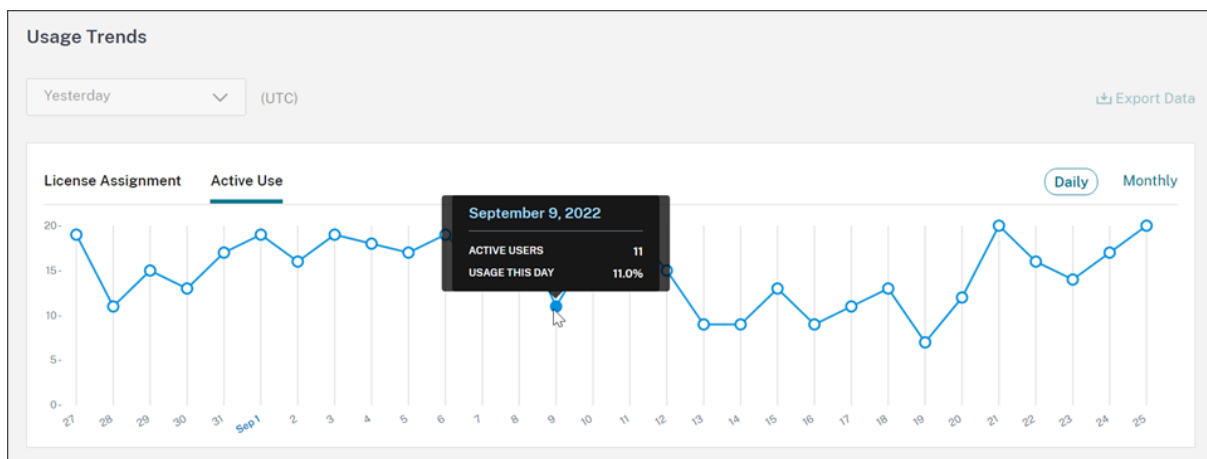 Usage Trends
Yesterday (UTC) Export Data
License Assignment Active Use Daily Monthly
September 9, 2022
ACTIVE USERS 11
USAGE THIS DAY 11.0%
20-
15-
10-
5-
0-
27 28 29 30 31 Sep 1 2 3 4 5 6 7 8 9 10 11 12 13 14 15 16 17 18 19 20 21 22 23 24 25